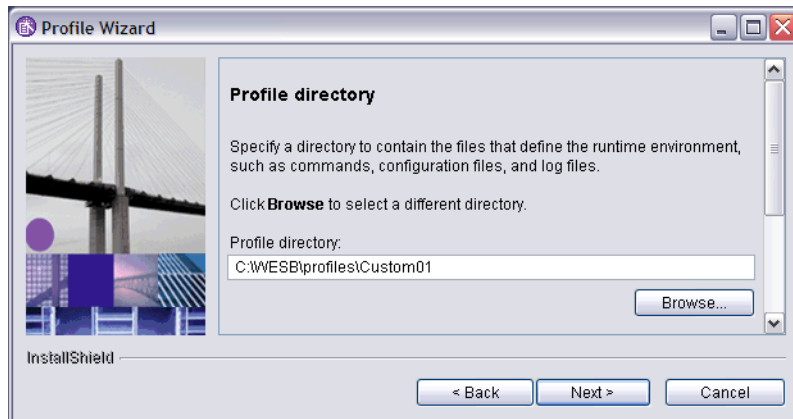 Profile Wizard
Profile directory
Specify a directory to contain the files that define the runtime environment,
such as commands, configuration files, and log files.
Click Browse to select a different directory.
Profile directory:
C:\WESB\profiles\Custom01
Browse...
InstallShield
< Back
Next >
Cancel